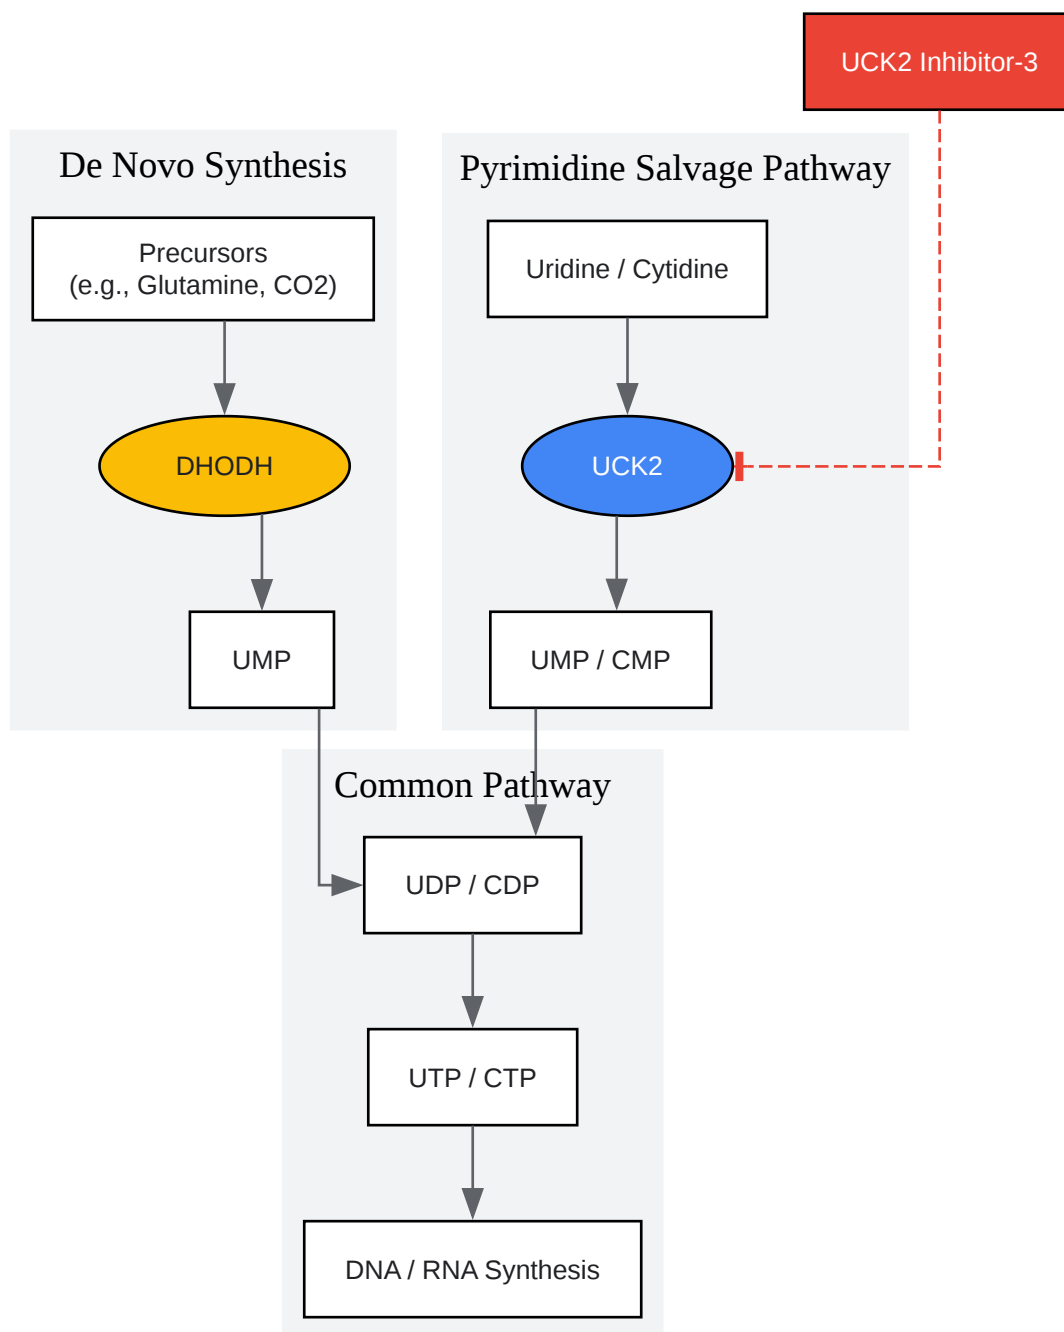 UCK2 Inhibitor-3
De Novo Synthesis
Precursors
(e.g., Glutamine, CO2)
DHODH
UMP
Pyrimidine Salvage Pathway
Uridine / Cytidine
UCK2
UMP / CMP
Common Pathway
UDP / CDP
UTP / CTP
DNA / RNA Synthesis